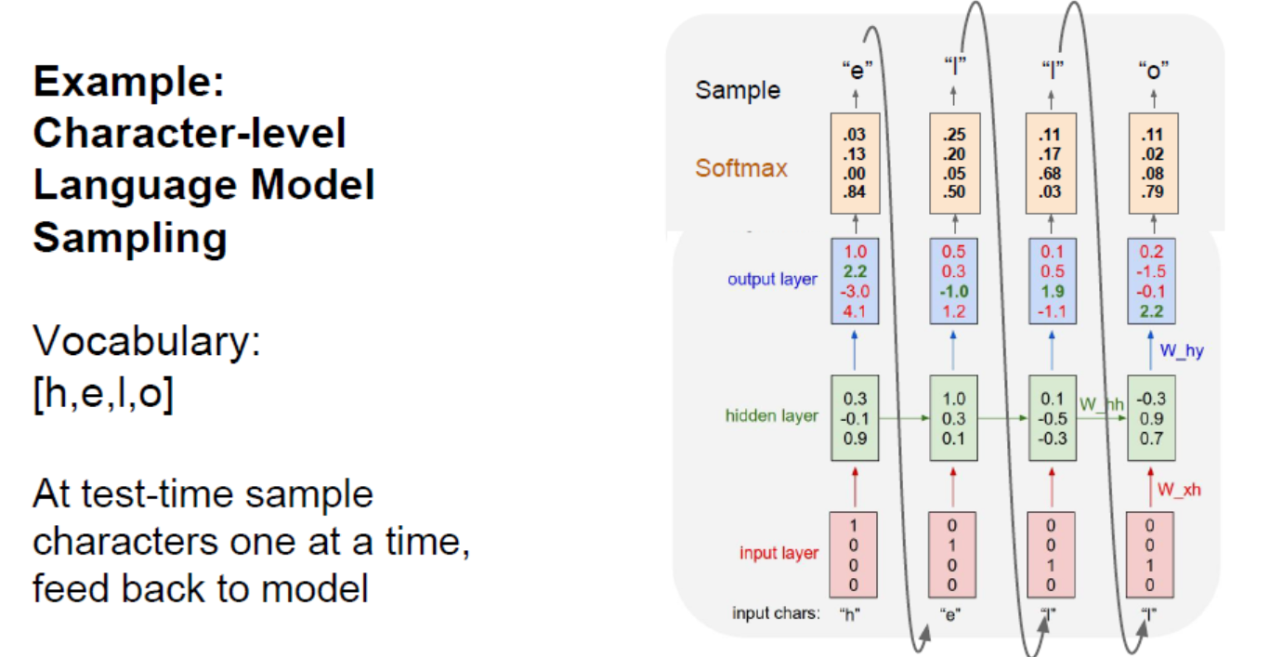 Example:
Character-level
Language Model
Sampling
Vocabulary:
[h,e,l,o]
At test-time sample
characters one at a time,
feed back to model
Sample “e” “l” “l” “o”
Softmax
.03 .25 .11 .11
.13 .20 .17 .02
.00 .05 .68 .08
.84 .50 .03 .79
output layer
1.0 0.5 0.1 0.2
2.2 0.3 0.5 -1.5
-3.0 -1.0 1.9 -0.1
4.1 1.2 -1.1 2.2
W_hy
hidden layer
0.3 1.0 0.1 -0.3
-0.1 0.3 -0.5 0.9
0.9 0.1 -0.3 0.7
W_hh
W_xh
input layer
1 0 0 0
0 1 0 0
0 0 1 1
0 0 0 0
input chars: “h” “e” “l” “l”